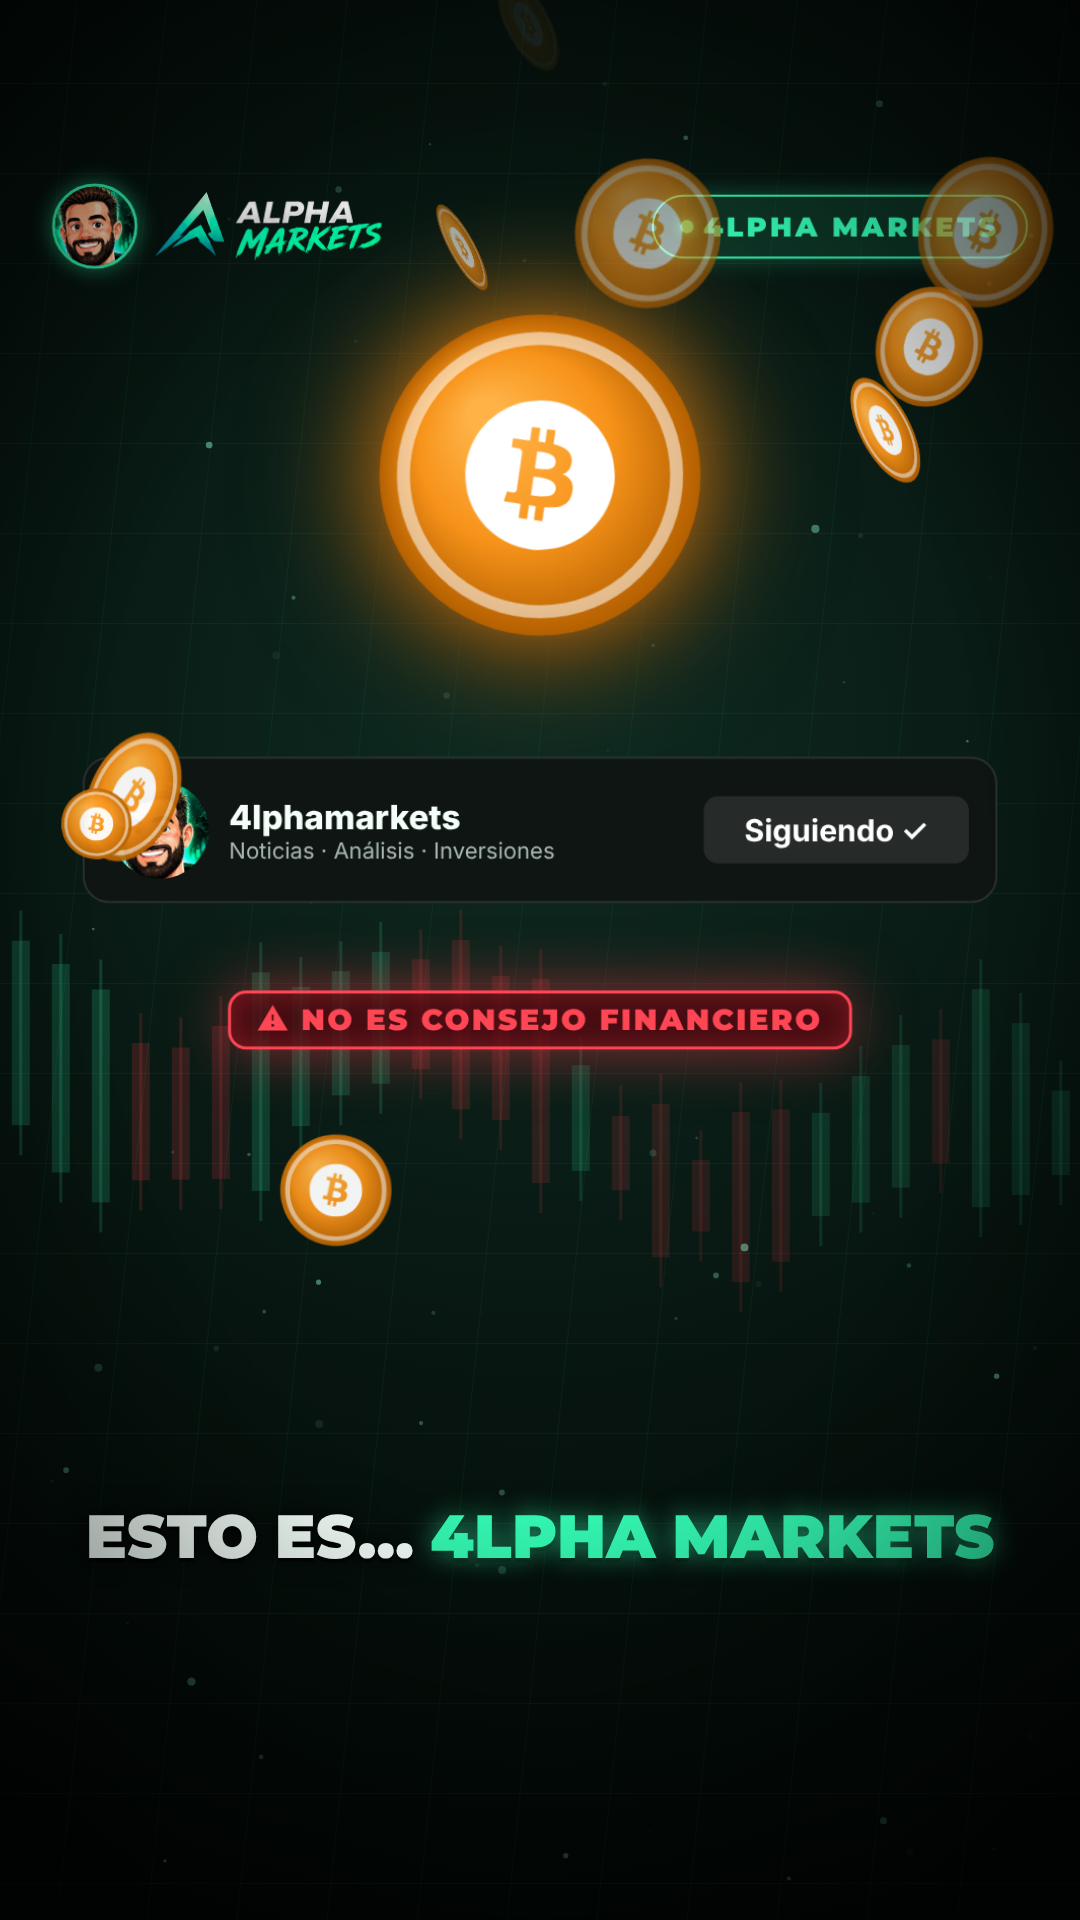 ALPHA
MARKETS
4LPHA MARKETS
4lphamarkets
Noticias · Análisis · Inversiones
Siguiendo ✓
⚠ NO ES CONSEJO FINANCIERO
ESTO ES... 4LPHA MARKETS